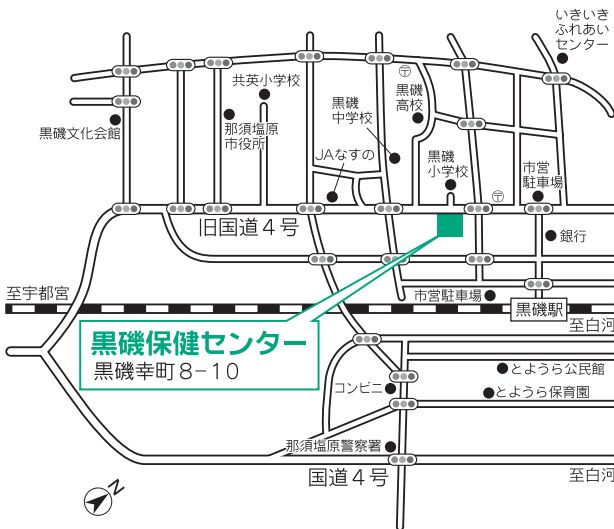 いきいき
ふれあい
センター
共英小学校
〒
黒磯
高校
黒磯
中学校
黒磯文化会館
那須塩原
市役所
JAなすの
黒磯
小学校
市営
駐車場
〒
旧国道4号
銀行
至宇都宮
市営駐車場
黒磯駅
至白河
黒磯保健センター
黒磯幸町8−10
とようら公民館
コンビニ
とようら保育園
那須塩原警察署
国道4号
至白河
N